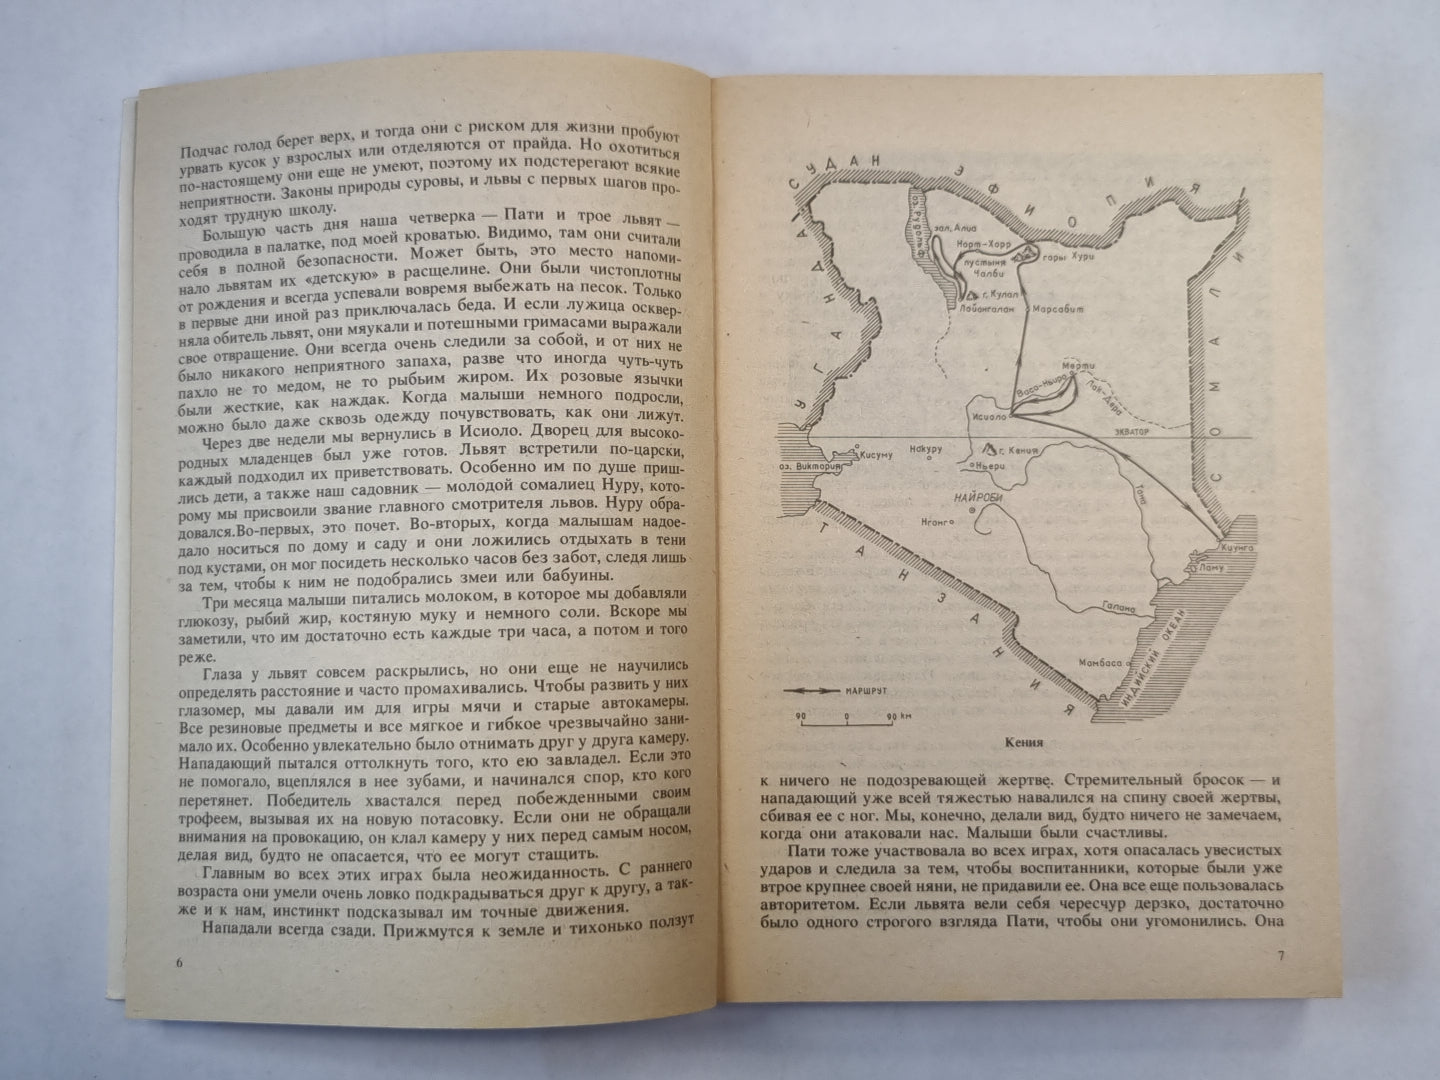 Подчас голод берет верх, и тогда они с риском для жизни пробуют
урвать кусок у взрослых или отделяются от прайда. Но охотиться
по-настоящему они еще не умеют, поэтому их подстерегают всякие
неприятности. Законы природы суровы, и львы с первых шагов про-
ходят трудную школу.
Большую часть дня наша четверка — Пати и трое львят —
проводила в палатке, под моей кроватью. Видимо, там они считали
себя в полной безопасности. Может быть, это место напоми-
нало львятам их «детскую» в расщелине. Они были чистоплотны
от рождения и всегда успевали вовремя выбежать на песок. Только
в первые дни иной раз приключалась беда. И если лужица осквер-
няла обитель львят, они мяукали и потешными гримасами выражали
свое отвращение. Они всегда очень следили за собой, и от них не
было никакого неприятного запаха, разве что иногда чуть-чуть
пахло не то медом, не то рыбьим жиром. Их розовые язычки
были жесткие, как наждак. Когда малыши немного подросли,
можно было даже сквозь одежду почувствовать, как они лижут.
Через две недели мы вернулись в Исиоло. Дворец для высоко-
родных младенцев был уже готов. Львят встретили по-царски,
каждый подходил их приветствовать. Особенно им по душе приш-
лись дети, а также наш садовник — молодой сомалиец Нуру, кото-
рому мы присвоили звание главного смотрителя львов. Нуру обра-
довался.Во-первых, это почет. Во-вторых, когда малышам надое-
дало носиться по дому и саду и они ложились отдыхать в тени
под кустами, он мог посидеть несколько часов без забот, следя лишь
за тем, чтобы к ним не подобрались змеи или бабуины.
Три месяца малыши питались молоком, в которое мы добавляли
глюкозу, рыбий жир, костяную муку и немного соли. Вскоре мы
заметили, что им достаточно есть каждые три часа, а потом и того
реже.
Глаза у львят совсем раскрылись, но они еще не научились
определять расстояние и часто промахивались. Чтобы развить у них
глазомер, мы давали им для игры мячи и старые автокамеры.
Все резиновые предметы и все мягкое и гибкое чрезвычайно зани-
мало их. Особенно увлекательно было отнимать друг у друга камеру.
Нападающий пытался оттолкнуть того, кто ею завладел. Если это
не помогало, вцеплялся в нее зубами, и начинался спор, кто кого
перетянет. Победитель хвастался перед побежденными своим
трофеем, вызывая их на новую потасовку. Если они не обращали
внимания на провокацию, он клал камеру у них перед самым носом,
делая вид, будто не опасается, что ее могут стащить.
Главным во всех этих играх была неожиданность. С раннего
возраста они умели очень ловко подкрадываться друг к другу, а так-
же и к нам, инстинкт подсказывал им точные движения.
Нападали всегда сзади. Прижмутся к земле и тихонько ползут
6
СУДАН
ЭФИОПИЯ
УГАНДА
СОМАЛИ
ТАНЗАНИЯ
оз. Рудольф
зал. Алиа
Норт-Хорр
пустыня
Чалби
горы Хури
г. Кулал
Лойонгалан
Марсабит
Мерти
Васо-Ньиро
Лак-Дера
Исиоло
ЭКВАТОР
оз. Виктория
Кисуму
Накуру
г. Кения
Ньери
НАЙРОБИ
Нгонг
Тана
Киунга
Ламу
Галана
Момбаса
ИНДИЙСКИЙ ОКЕАН
МАРШРУТ
90 0 90 км
Кения
к ничего не подозревающей жертве. Стремительный бросок — и
нападающий уже всей тяжестью навалился на спину своей жертвы,
сбивая ее с ног. Мы, конечно, делали вид, будто ничего не замечаем,
когда они атаковали нас. Малыши были счастливы.
Пати тоже участвовала во всех играх, хотя опасалась увесистых
ударов и следила за тем, чтобы воспитанники, которые были уже
втрое крупнее своей няни, не придавили ее. Она все еще пользовалась
авторитетом. Если львята вели себя чересчур дерзко, достаточно
было одного строгого взгляда Пати, чтобы они угомонились. Она
7